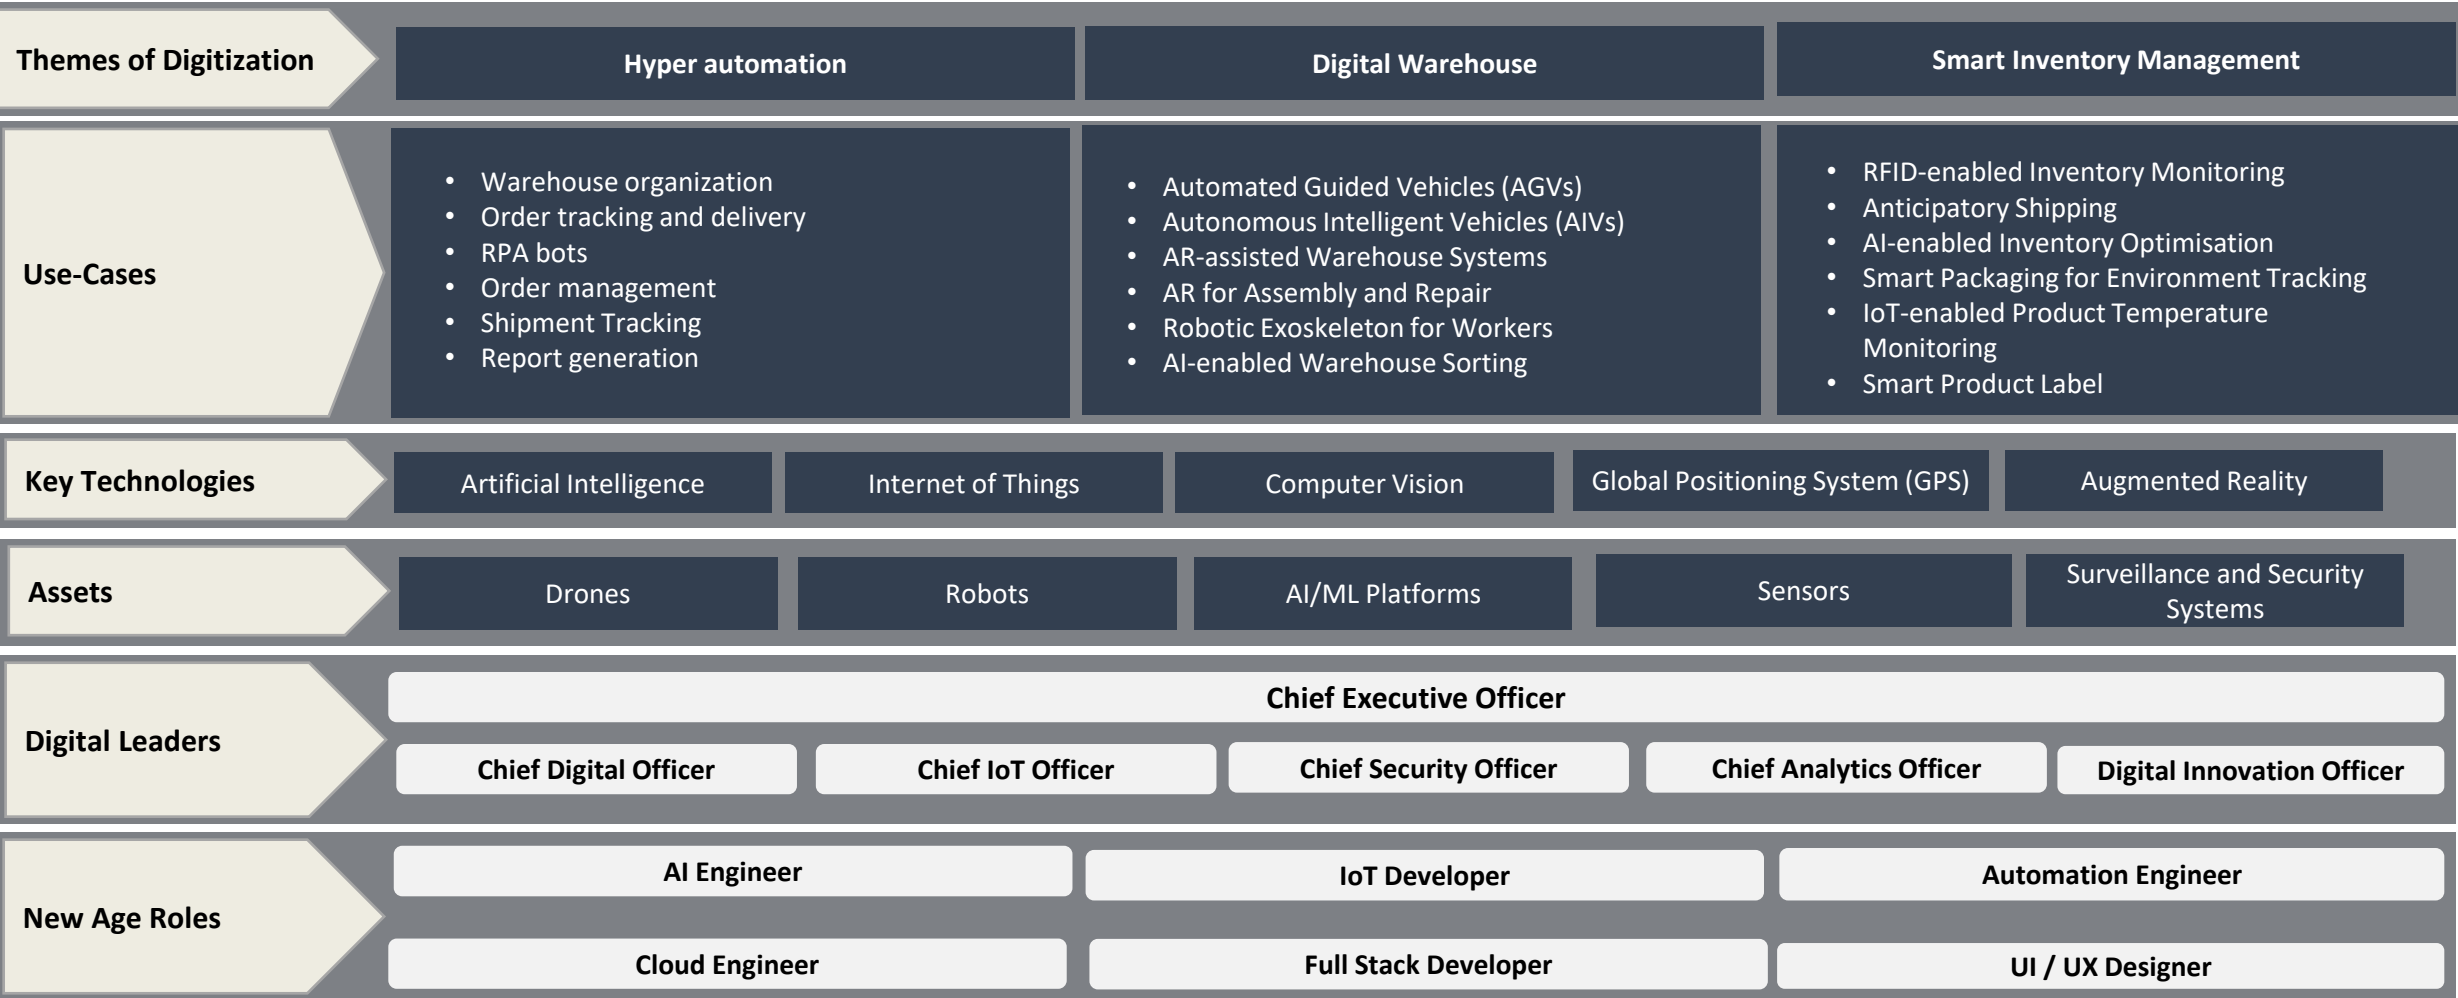 Themes of Digitization
Hyper automation
Digital Warehouse
Smart Inventory Management
Use-Cases
• Warehouse organization
• Order tracking and delivery
• RPA bots
• Order management
• Shipment Tracking
• Report generation
• Automated Guided Vehicles (AGVs)
• Autonomous Intelligent Vehicles (AIVs)
• AR-assisted Warehouse Systems
• AR for Assembly and Repair
• Robotic Exoskeleton for Workers
• AI-enabled Warehouse Sorting
• RFID-enabled Inventory Monitoring
• Anticipatory Shipping
• AI-enabled Inventory Optimisation
• Smart Packaging for Environment Tracking
• IoT-enabled Product Temperature
Monitoring
• Smart Product Label
Key Technologies
Artificial Intelligence
Internet of Things
Computer Vision
Global Positioning System (GPS)
Augmented Reality
Assets
Drones
Robots
AI/ML Platforms
Sensors
Surveillance and Security
Systems
Digital Leaders
Chief Executive Officer
Chief Digital Officer
Chief IoT Officer
Chief Security Officer
Chief Analytics Officer
Digital Innovation Officer
New Age Roles
AI Engineer
IoT Developer
Automation Engineer
Cloud Engineer
Full Stack Developer
UI / UX Designer